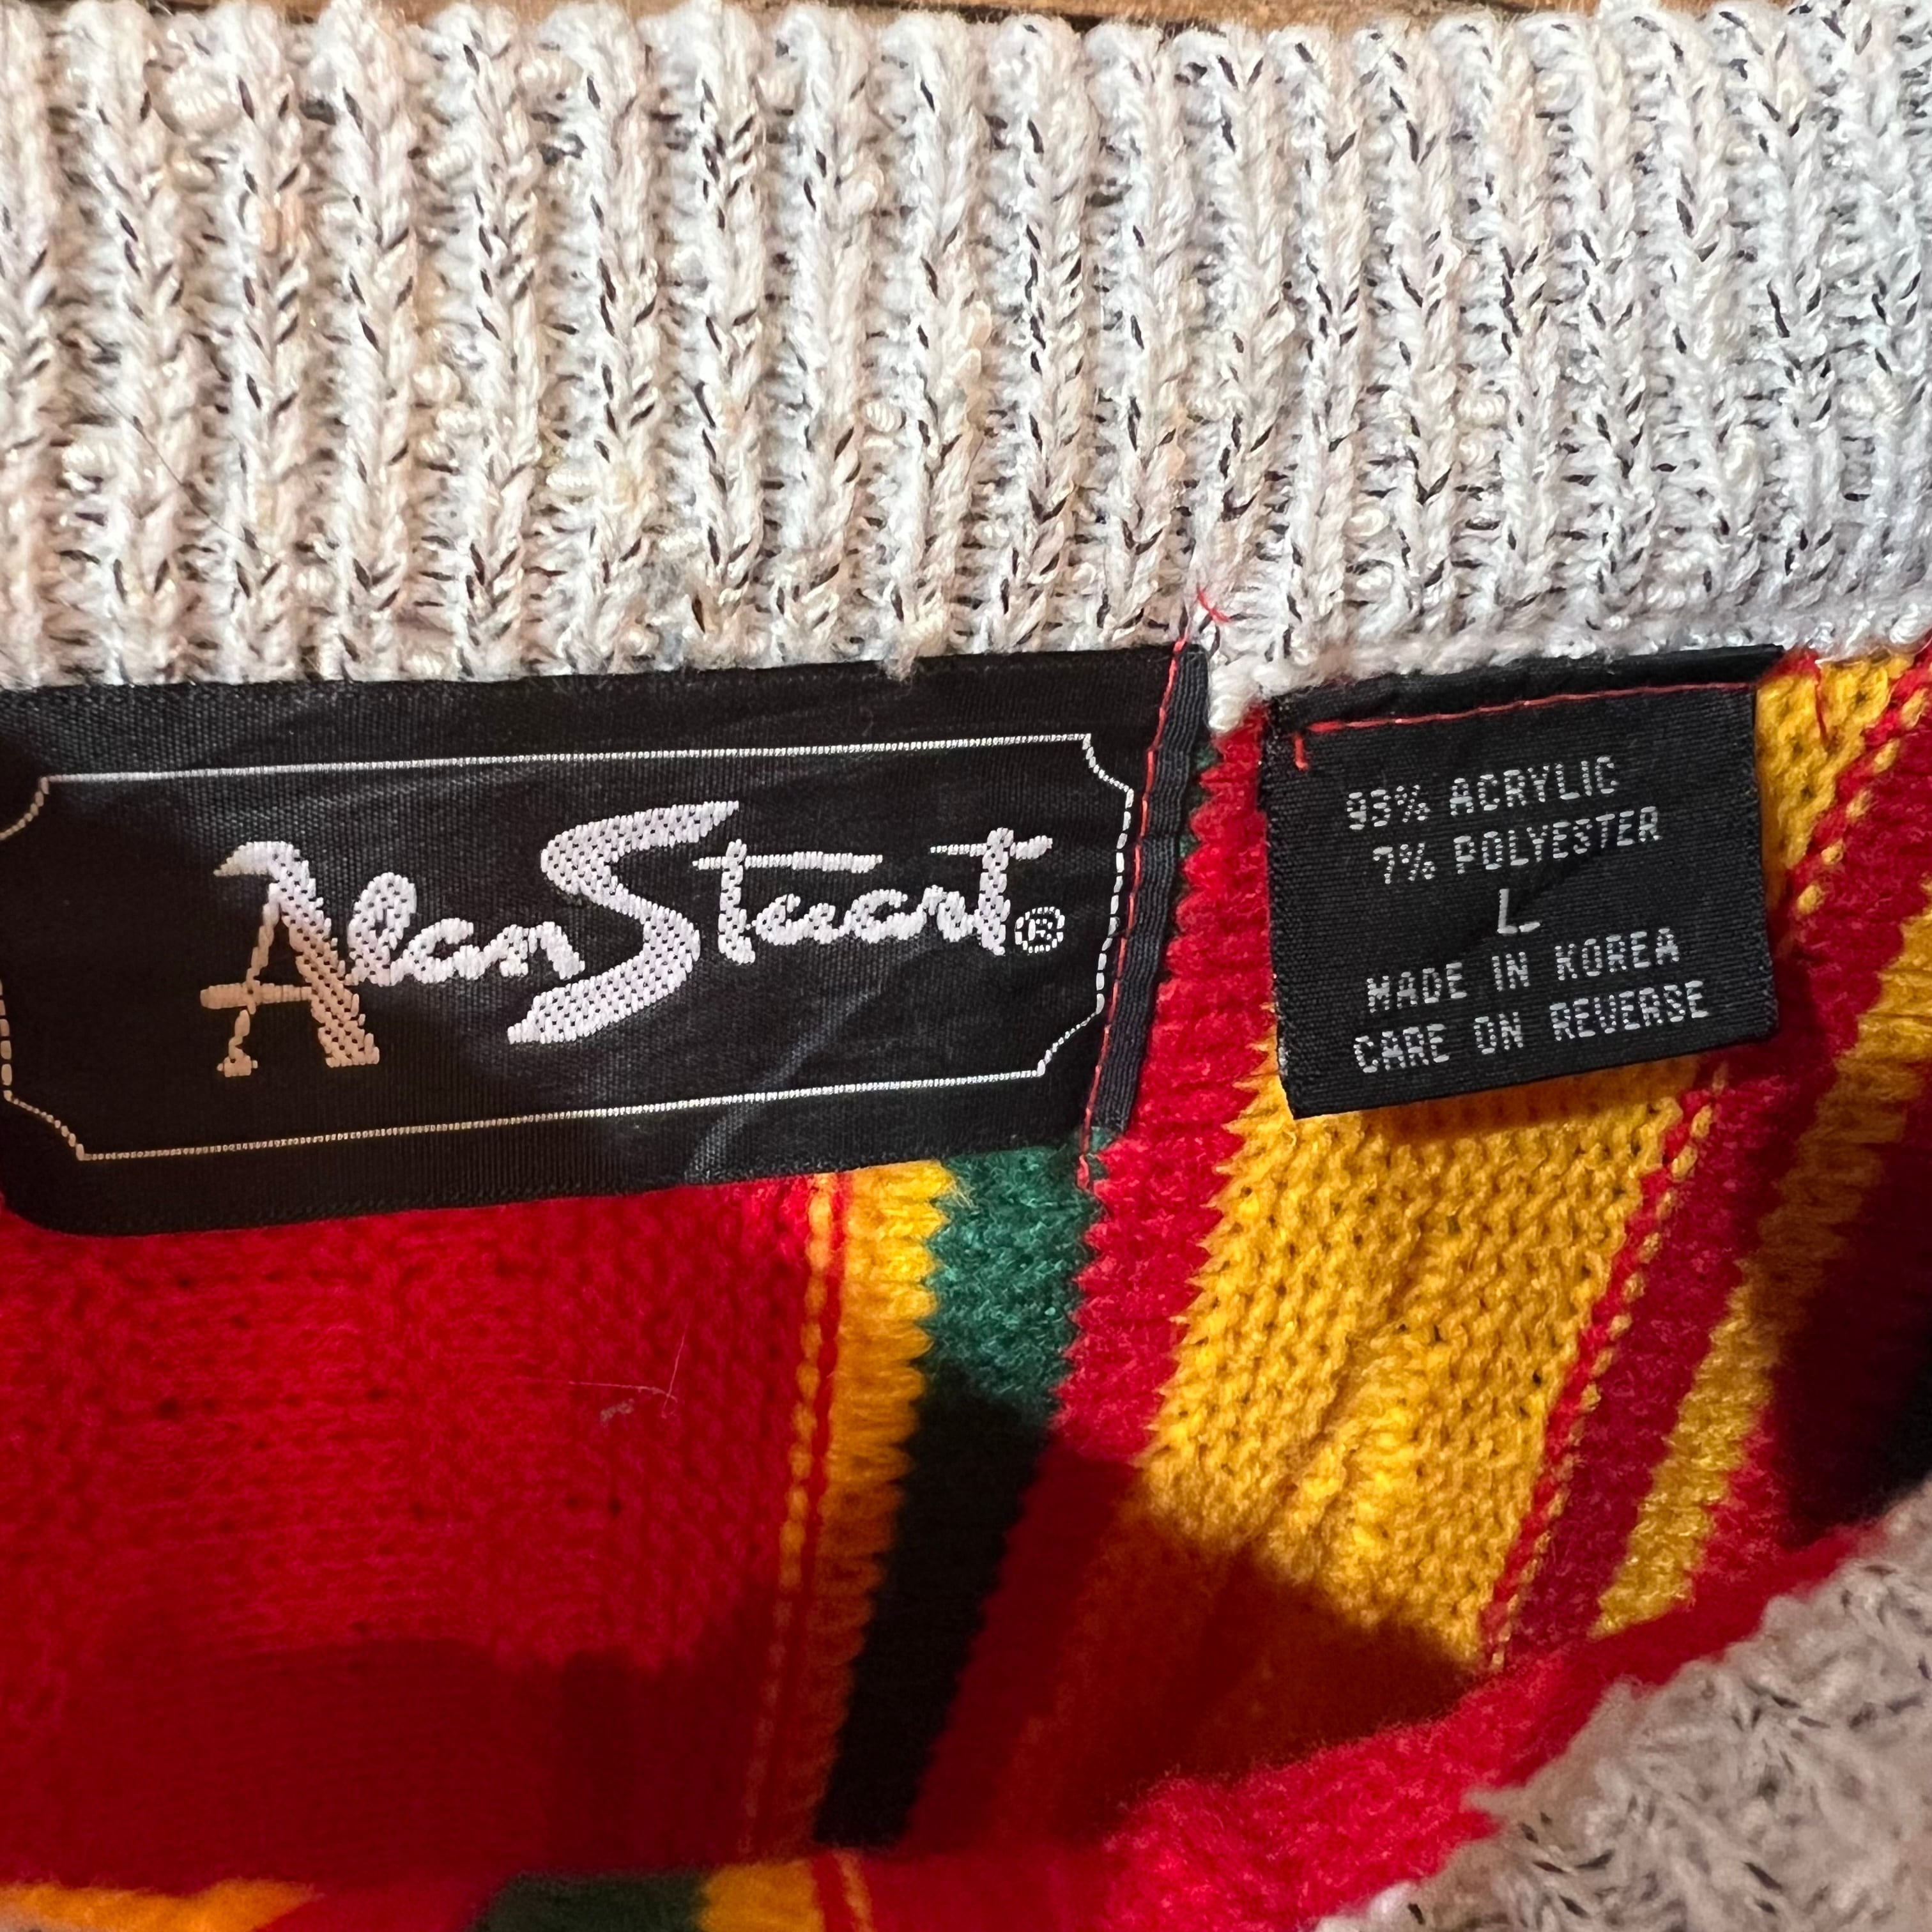 Alan Stuart®
93% ACRYLIC
7% POLYESTER
L
MADE IN KOREA
CARE ON REVERSE